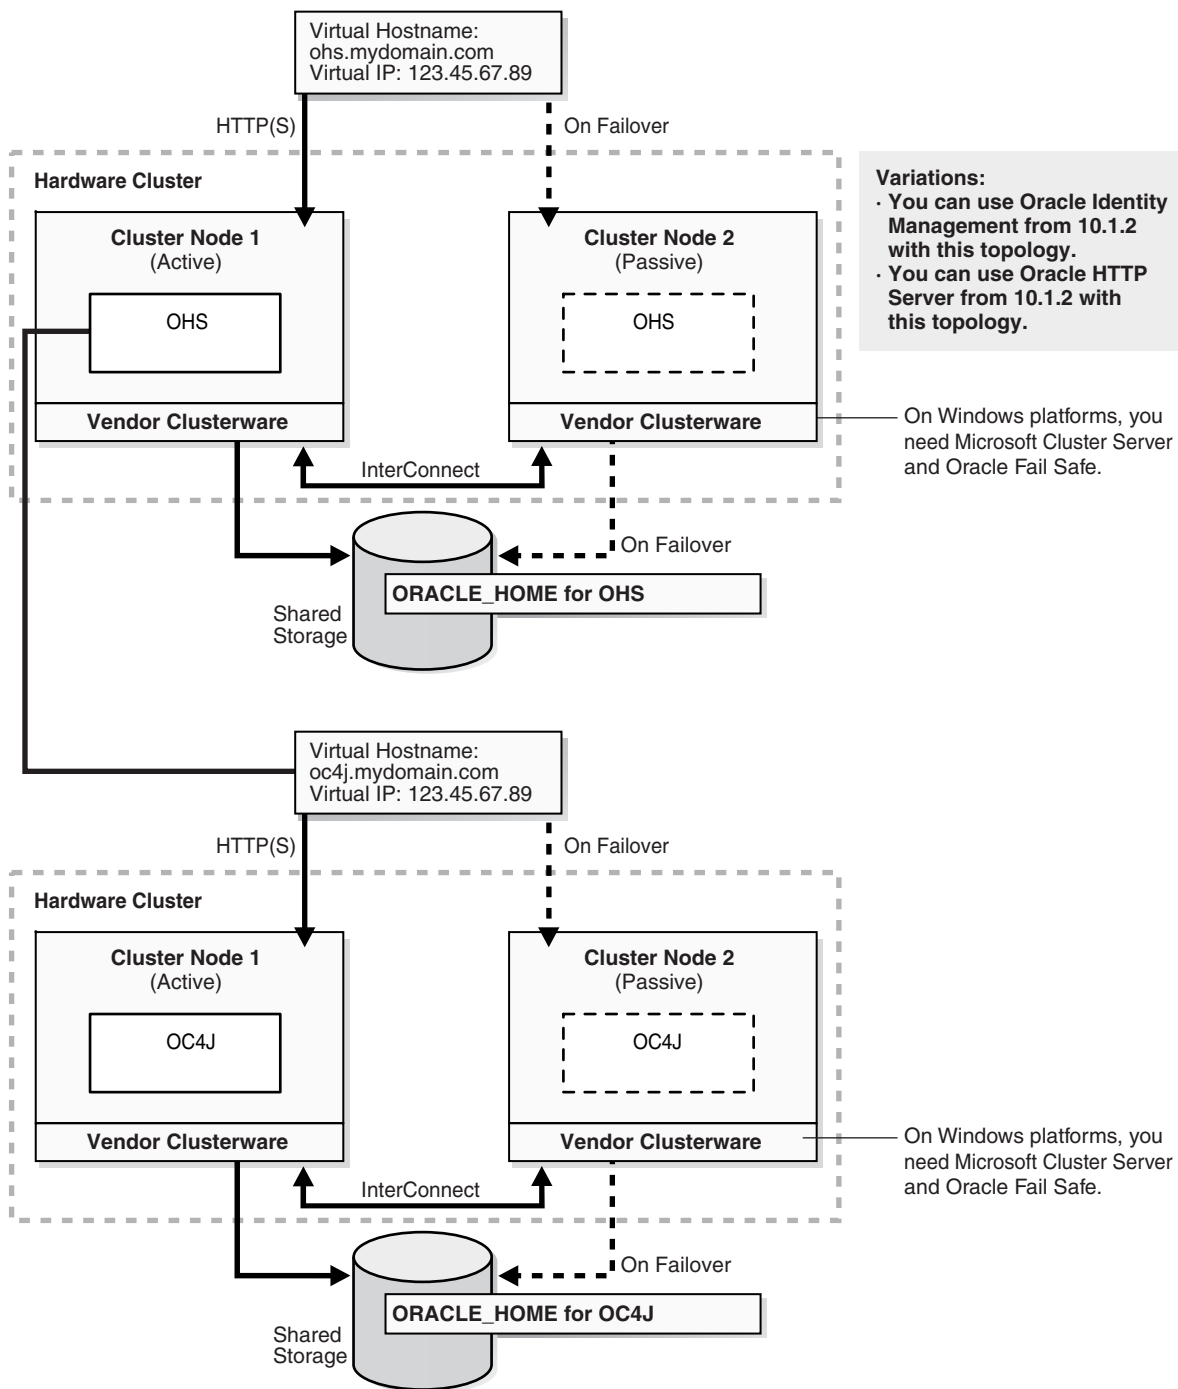 Virtual Hostname:
ohs.mydomain.com
Virtual IP: 123.45.67.89
HTTP(S)
On Failover
Hardware Cluster
Cluster Node 1
(Active)
OHS
Vendor Clusterware
Cluster Node 2
(Passive)
OHS
Vendor Clusterware
Variations:
· You can use Oracle Identity
Management from 10.1.2
with this topology.
· You can use Oracle HTTP
Server from 10.1.2 with
this topology.
On Windows platforms, you
need Microsoft Cluster Server
and Oracle Fail Safe.
InterConnect
On Failover
ORACLE_HOME for OHS
Shared
Storage
Virtual Hostname:
oc4j.mydomain.com
Virtual IP: 123.45.67.89
HTTP(S)
On Failover
Hardware Cluster
Cluster Node 1
(Active)
OC4J
Vendor Clusterware
Cluster Node 2
(Passive)
OC4J
Vendor Clusterware
On Windows platforms, you
need Microsoft Cluster Server
and Oracle Fail Safe.
InterConnect
On Failover
ORACLE_HOME for OC4J
Shared
Storage